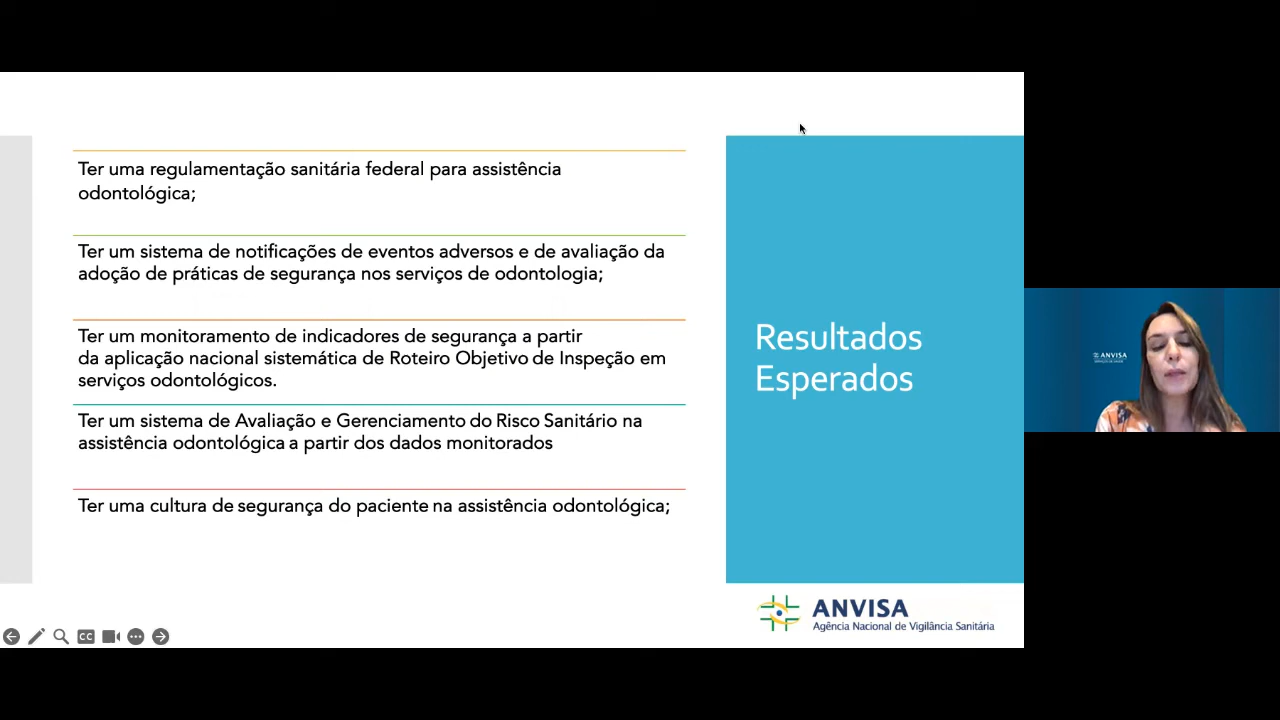 Ter uma regulamentação sanitária federal para assistência
odontológica;
Ter um sistema de notificações de eventos adversos e de avaliação da
adoção de práticas de segurança nos serviços de odontologia;
Ter um monitoramento de indicadores de segurança a partir
da aplicação nacional sistemática de Roteiro Objetivo de Inspeção em
serviços odontológicos.
Ter um sistema de Avaliação e Gerenciamento do Risco Sanitário na
assistência odontológica a partir dos dados monitorados
Ter uma cultura de segurança do paciente na assistência odontológica;
Resultados
Esperados
ANVISA
Agência Nacional de Vigilância Sanitária
CC
ANVISA